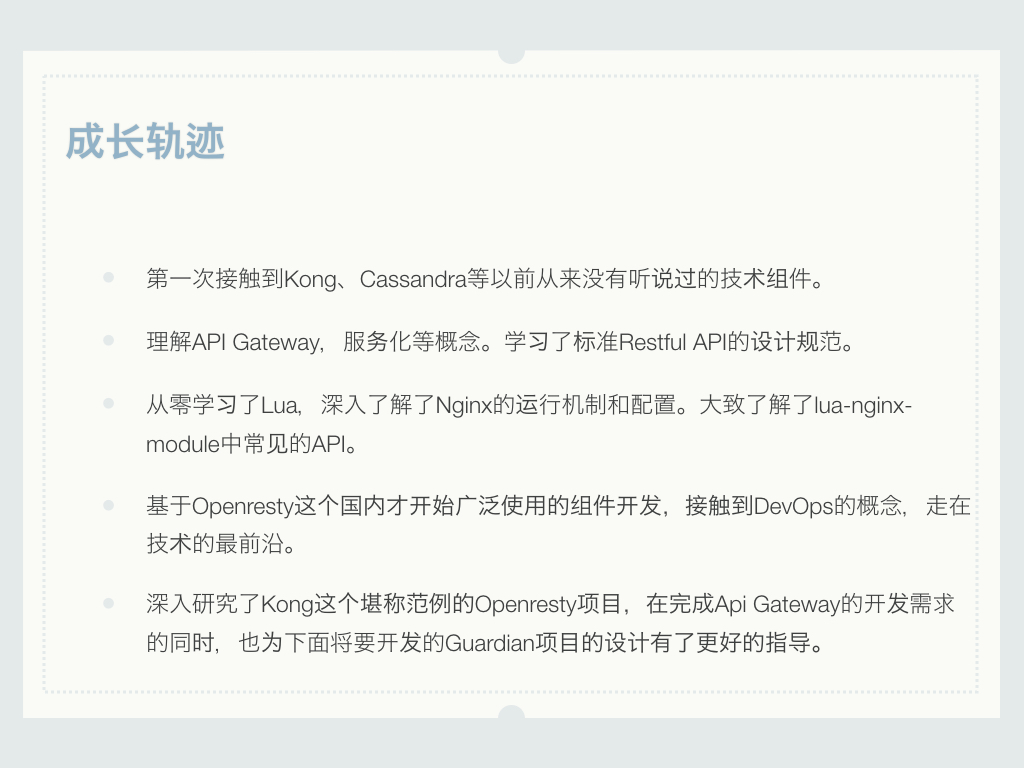 成长轨迹
第一次接触到Kong、Cassandra等以前从来没有听说过的技术组件。
理解API Gateway，服务化等概念。学习了标准Restful API的设计规范。
从零学习了Lua，深入了解了Nginx的运行机制和配置。大致了解了lua-nginx-
module中常见的API。
基于Openresty这个国内才开始广泛使用的组件开发，接触到DevOps的概念，走在
技术的最前沿。
深入研究了Kong这个堪称范例的Openresty项目，在完成Api Gateway的开发需求
的同时，也为下面将要开发的Guardian项目的设计有了更好的指导。